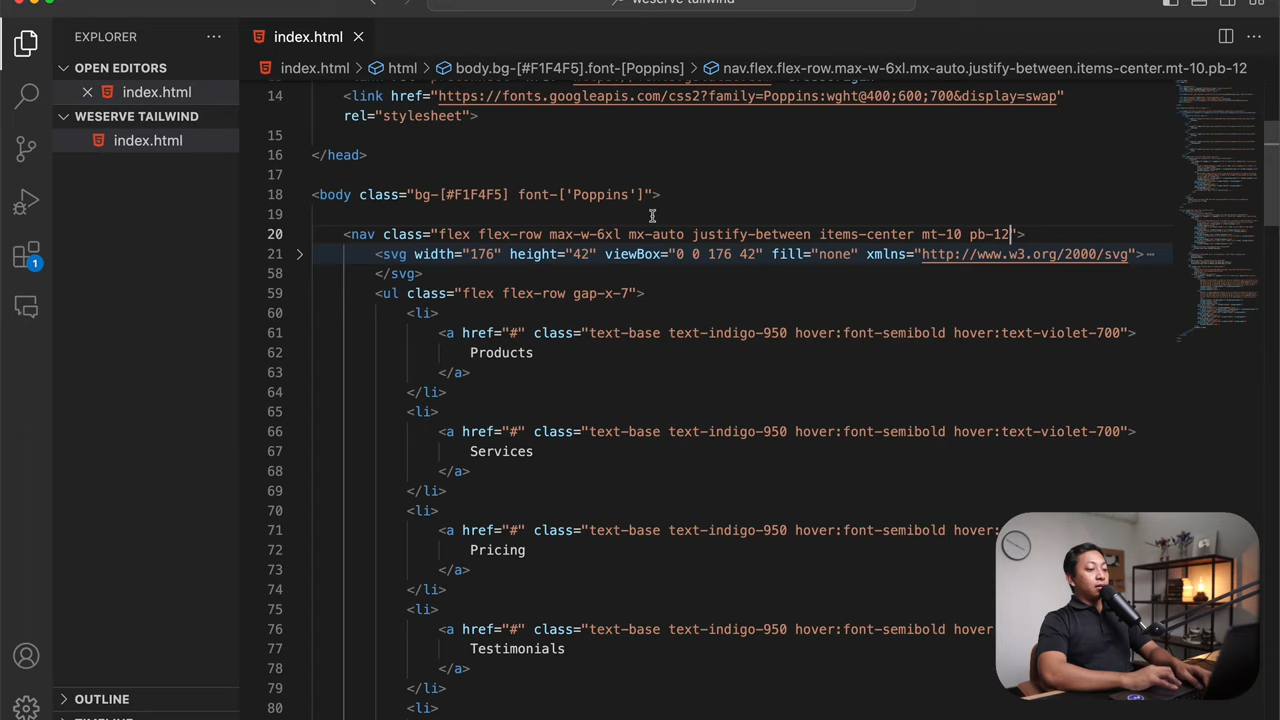 weserve tailwind
EXPLORER
index.html
OPEN EDITORS
index.html
WESERVE TAILWIND
index.html
index.html > html > body.bg-[#F1F4F5].font-[Poppins] > nav.flex.flex-row.max-w-6xl.mx-auto.justify-between.items-center.mt-10.pb-12
14 <link href="https://fonts.googleapis.com/css2?family=Poppins:wght@400;600;700&display=swap"
rel="stylesheet">
15
16 </head>
17
18 <body class="bg-[#F1F4F5] font-['Poppins']">
19
20 <nav class="flex flex-row max-w-6xl mx-auto justify-between items-center mt-10 pb-12">
21 <svg width="176" height="42" viewBox="0 0 176 42" fill="none" xmlns="http://www.w3.org/2000/svg">
58 </svg>
59 <ul class="flex flex-row gap-x-7">
60 <li>
61 <a href="#" class="text-base text-indigo-950 hover:font-semibold hover:text-violet-700">
62 Products
63 </a>
64 </li>
65 <li>
66 <a href="#" class="text-base text-indigo-950 hover:font-semibold hover:text-violet-700">
67 Services
68 </a>
69 </li>
70 <li>
71 <a href="#" class="text-base text-indigo-950 hover:font-semibold hover:
72 Pricing
73 </a>
74 </li>
75 <li>
76 <a href="#" class="text-base text-indigo-950 hover:font-semibold hover:
77 Testimonials
78 </a>
79 </li>
80 <li>
1
OUTLINE